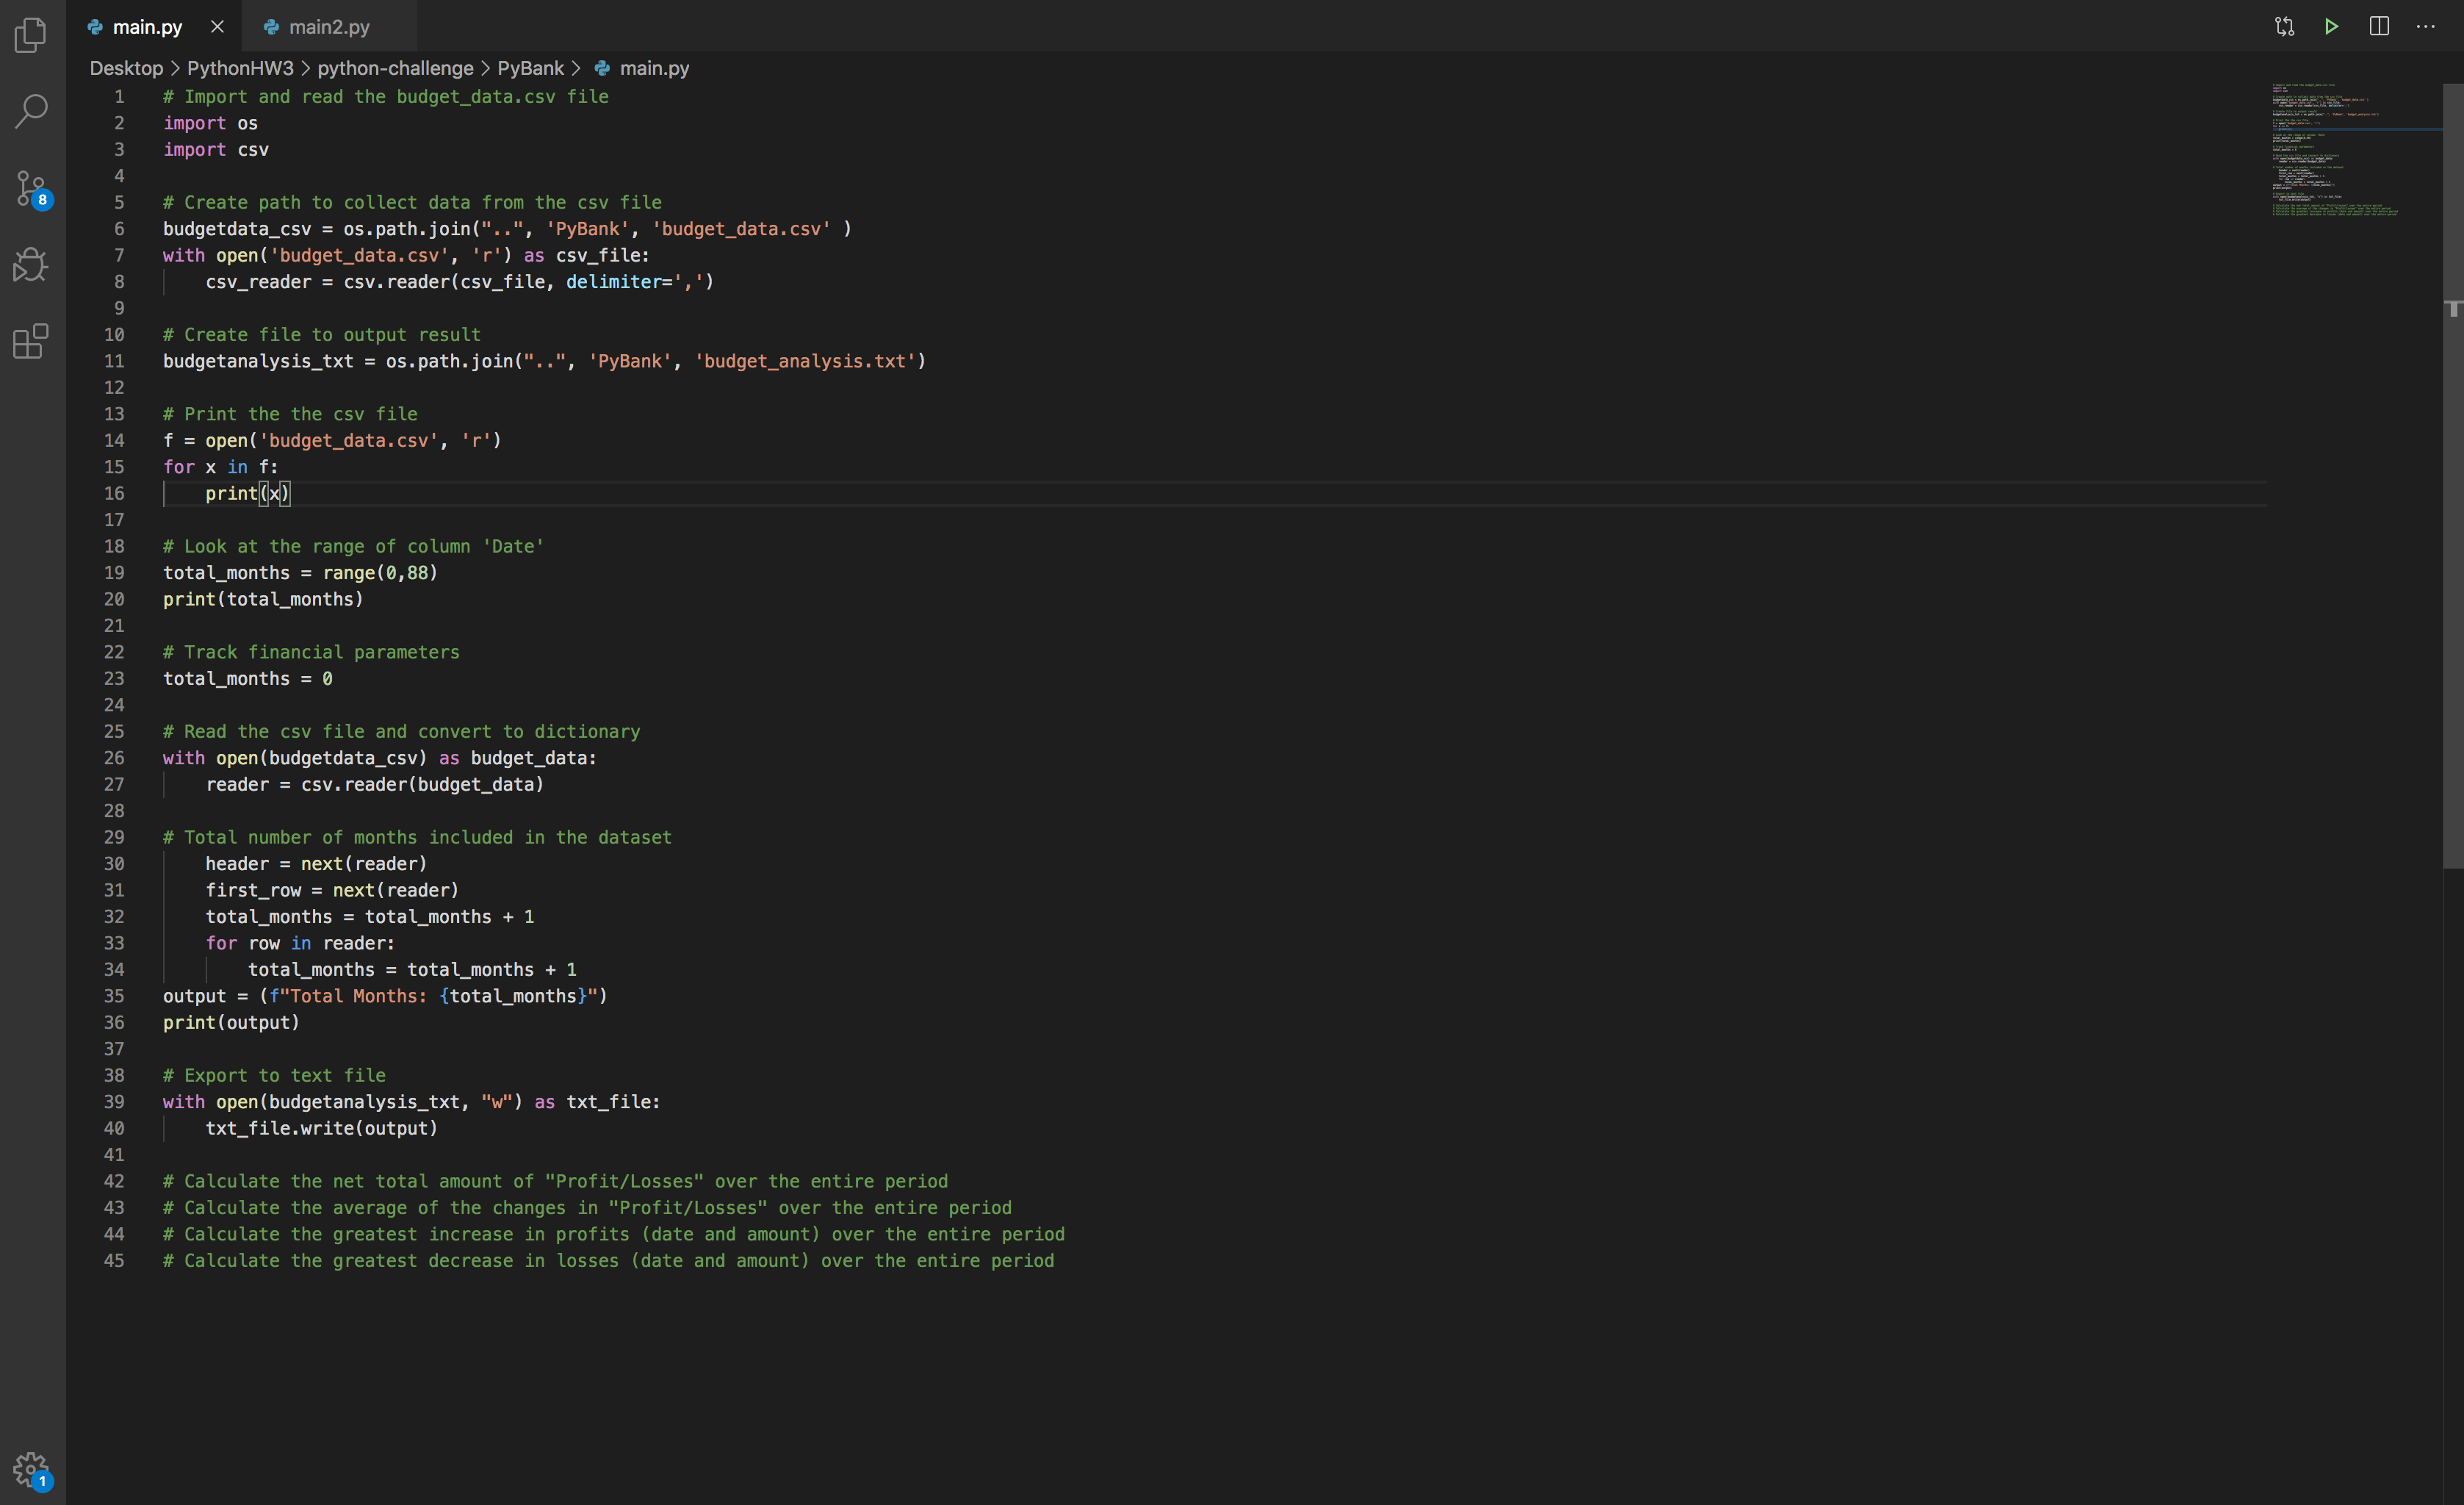 main.py
main2.py
Desktop > PythonHW3 > python-challenge > PyBank > main.py
1 # Import and read the budget_data.csv file
2 import os
3 import csv
4
5 # Create path to collect data from the csv file
6 budgetdata_csv = os.path.join("..", 'PyBank', 'budget_data.csv' )
7 with open('budget_data.csv', 'r') as csv_file:
8     csv_reader = csv.reader(csv_file, delimiter=',')
9
10 # Create file to output result
11 budgetanalysis_txt = os.path.join("..", 'PyBank', 'budget_analysis.txt')
12
13 # Print the the csv file
14 f = open('budget_data.csv', 'r')
15 for x in f:
16     print(x)
17
18 # Look at the range of column 'Date'
19 total_months = range(0,88)
20 print(total_months)
21
22 # Track financial parameters
23 total_months = 0
24
25 # Read the csv file and convert to dictionary
26 with open(budgetdata_csv) as budget_data:
27     reader = csv.reader(budget_data)
28
29 # Total number of months included in the dataset
30     header = next(reader)
31     first_row = next(reader)
32     total_months = total_months + 1
33     for row in reader:
34         total_months = total_months + 1
35 output = (f"Total Months: {total_months}")
36 print(output)
37
38 # Export to text file
39 with open(budgetanalysis_txt, "w") as txt_file:
40     txt_file.write(output)
41
42 # Calculate the net total amount of "Profit/Losses" over the entire period
43 # Calculate the average of the changes in "Profit/Losses" over the entire period
44 # Calculate the greatest increase in profits (date and amount) over the entire period
45 # Calculate the greatest decrease in losses (date and amount) over the entire period
8
1